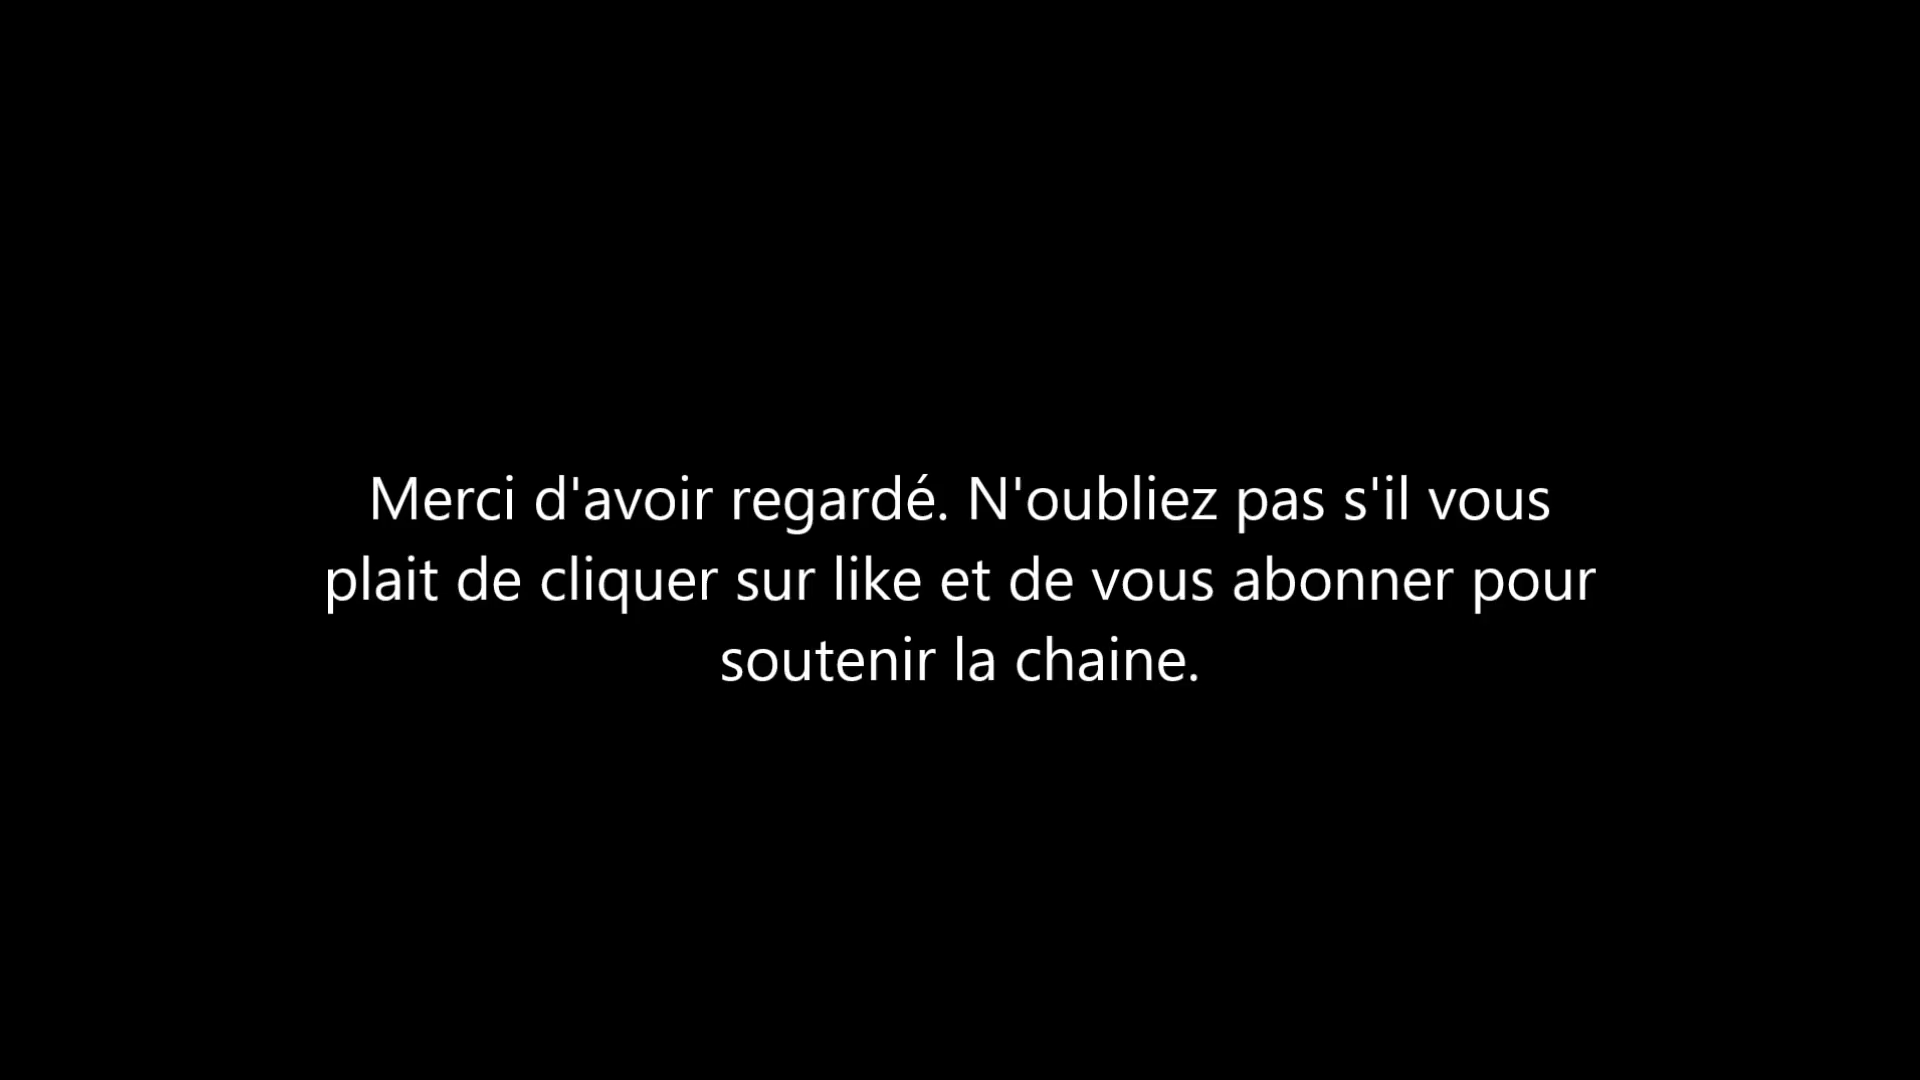 Merci d'avoir regardé. N'oubliez pas s'il vous
plait de cliquer sur like et de vous abonner pour
soutenir la chaine.